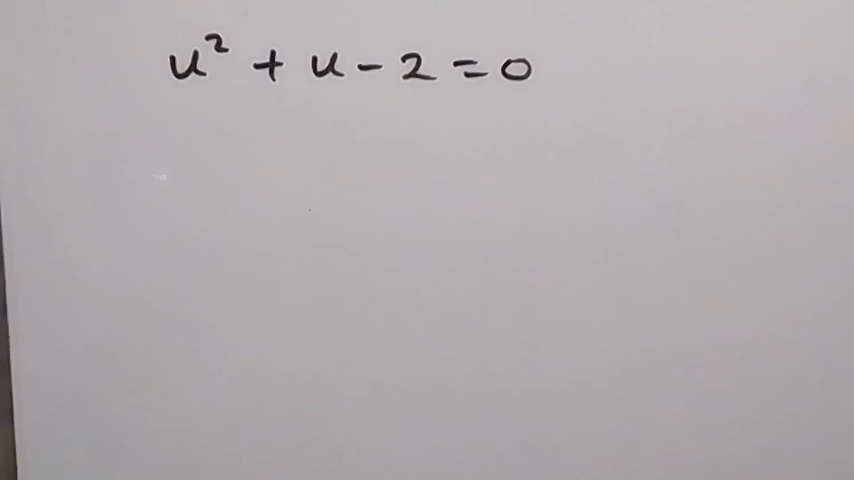 u² + u - 2 = 0